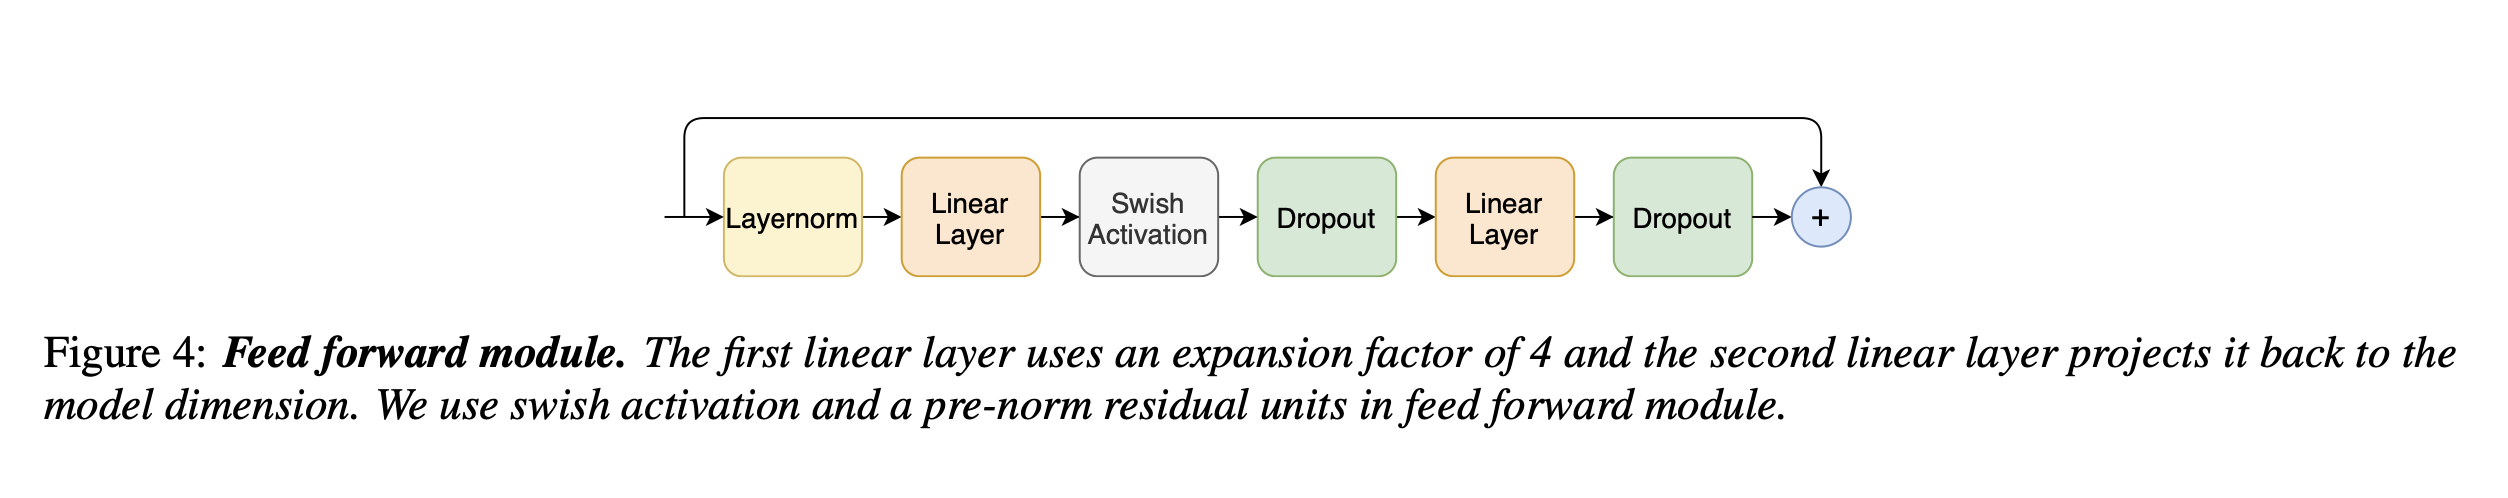 Layernorm
Linear
Layer
Swish
Activation
Dropout
Linear
Layer
Dropout
+
Figure 4: Feed forward module. The first linear layer uses an expansion factor of 4 and the second linear layer projects it back to the
model dimension. We use swish activation and a pre-norm residual units in feed forward module.